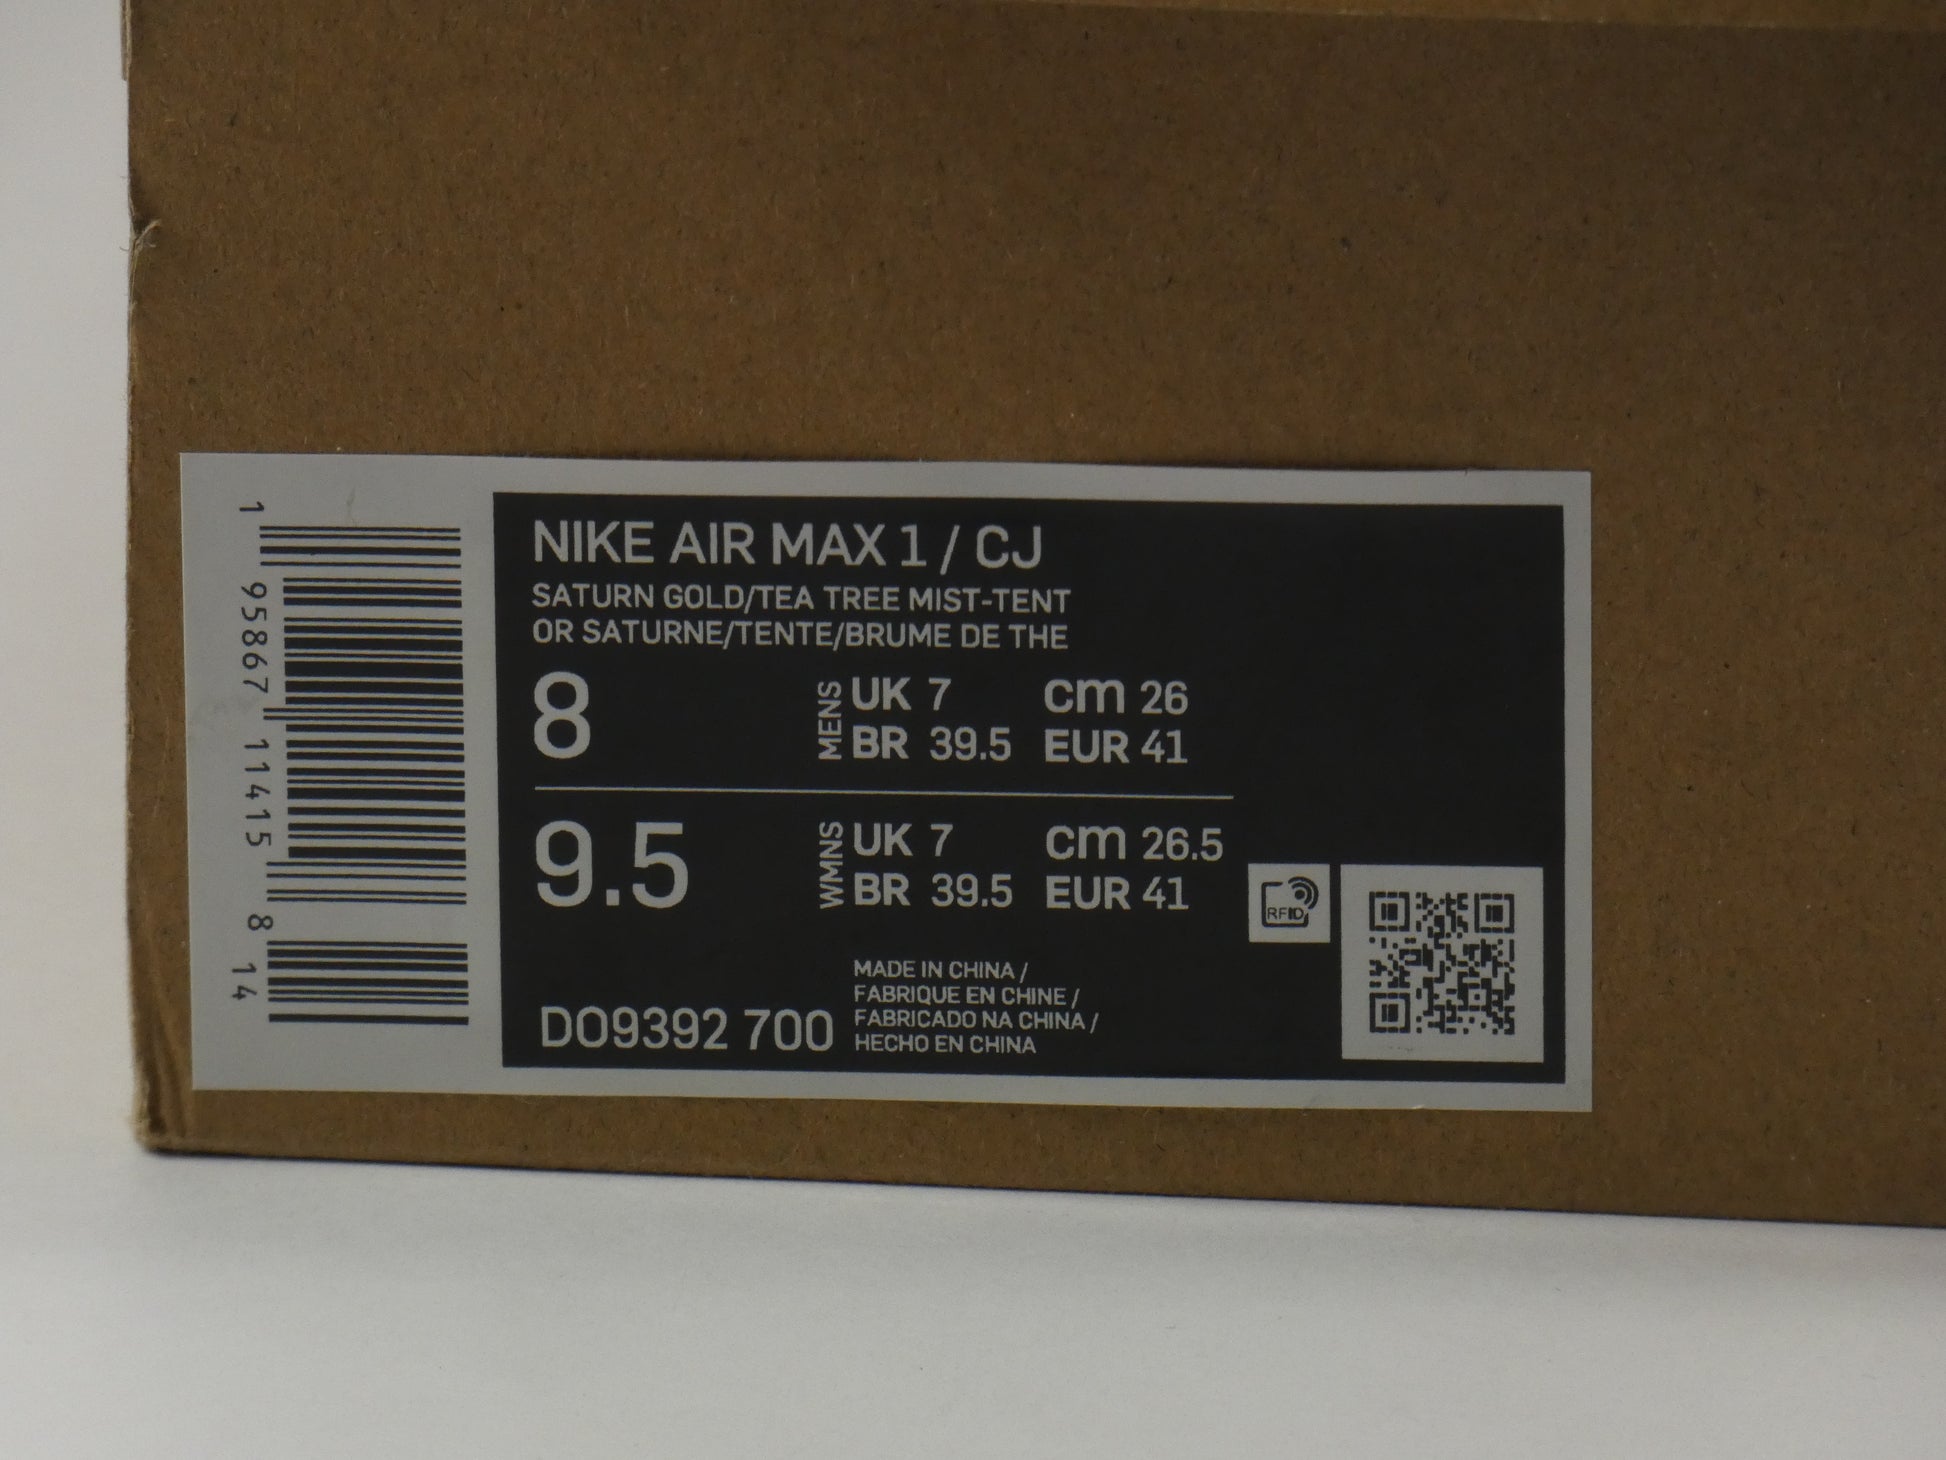 1 95867 11415 8 14
NIKE AIR MAX 1 / CJ
SATURN GOLD/TEA TREE MIST-TENT
OR SATURNE/TENTE/BRUME DE THE
8
MENS
UK 7 cm 26
BR 39.5 EUR 41
9.5
WMNS
UK 7 cm 26.5
BR 39.5 EUR 41
RFID
DO9392 700
MADE IN CHINA /
FABRIQUE EN CHINE /
FABRICADO NA CHINA /
HECHO EN CHINA